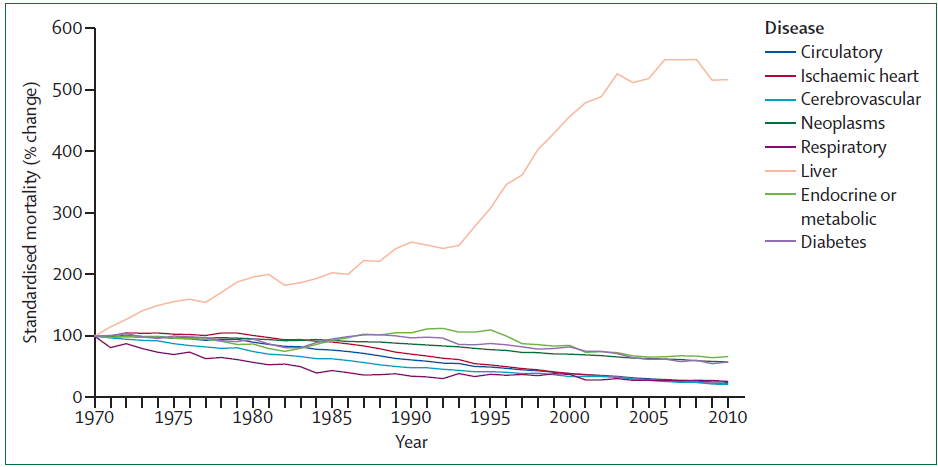 600
500
400
300
200
100
0
Standardised mortality (% change)
1970
1975
1980
1985
1990
1995
2000
2005
2010
Year
Disease
Circulatory
Ischaemic heart
Cerebrovascular
Neoplasms
Respiratory
Liver
Endocrine or
metabolic
Diabetes